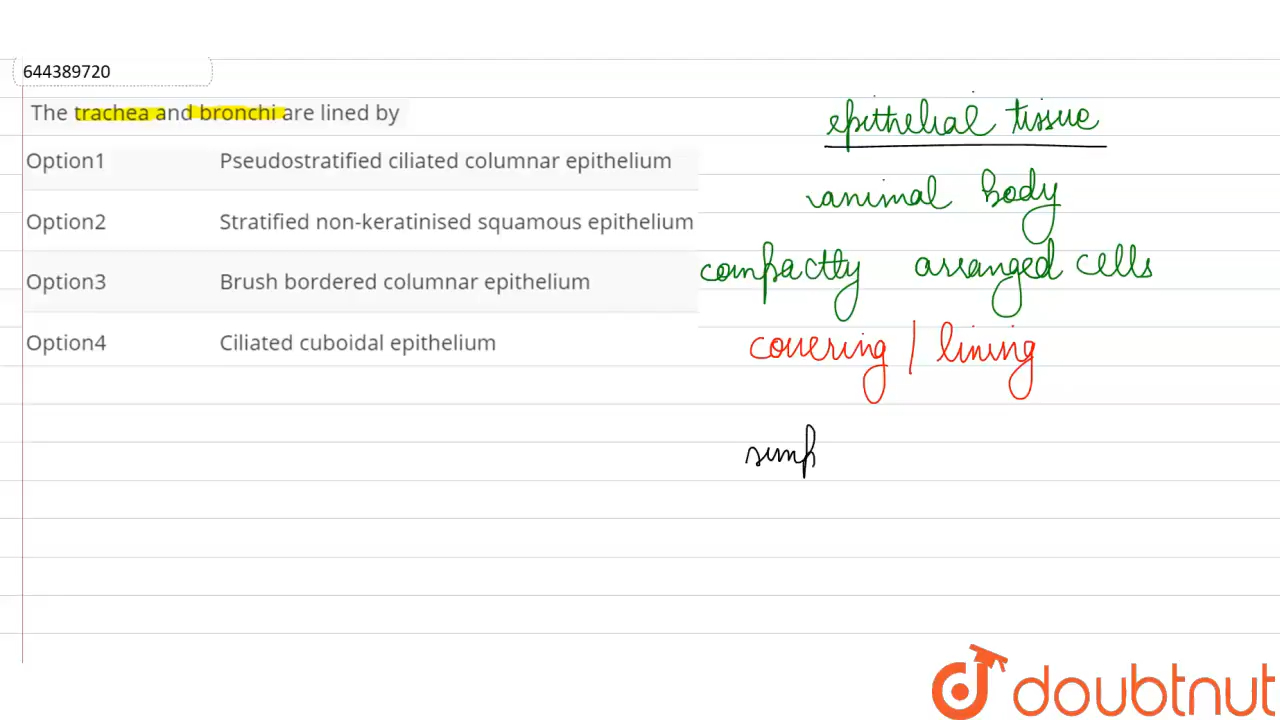 644389720
The trachea and bronchi are lined by
Option1 Pseudostratified ciliated columnar epithelium
Option2 Stratified non-keratinised squamous epithelium
Option3 Brush bordered columnar epithelium
Option4 Ciliated cuboidal epithelium
epithelial tissue
animal body
compactly arranged cells
covering / lining
simp
doubtnut